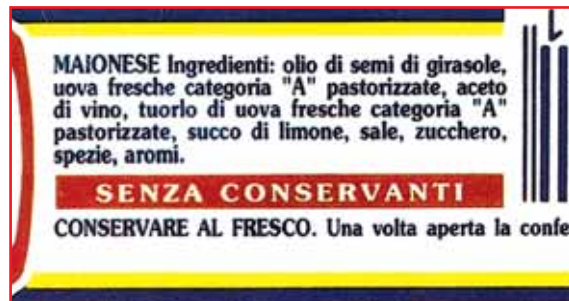 MAIONESE Ingredienti: olio di semi di girasole,
uova fresche categoria "A" pastorizzate, aceto
di vino, tuorlo di uova fresche categoria "A"
pastorizzate, succo di limone, sale, zucchero,
spezie, aromi.
SENZA CONSERVANTI
CONSERVARE AL FRESCO. Una volta aperta la confe